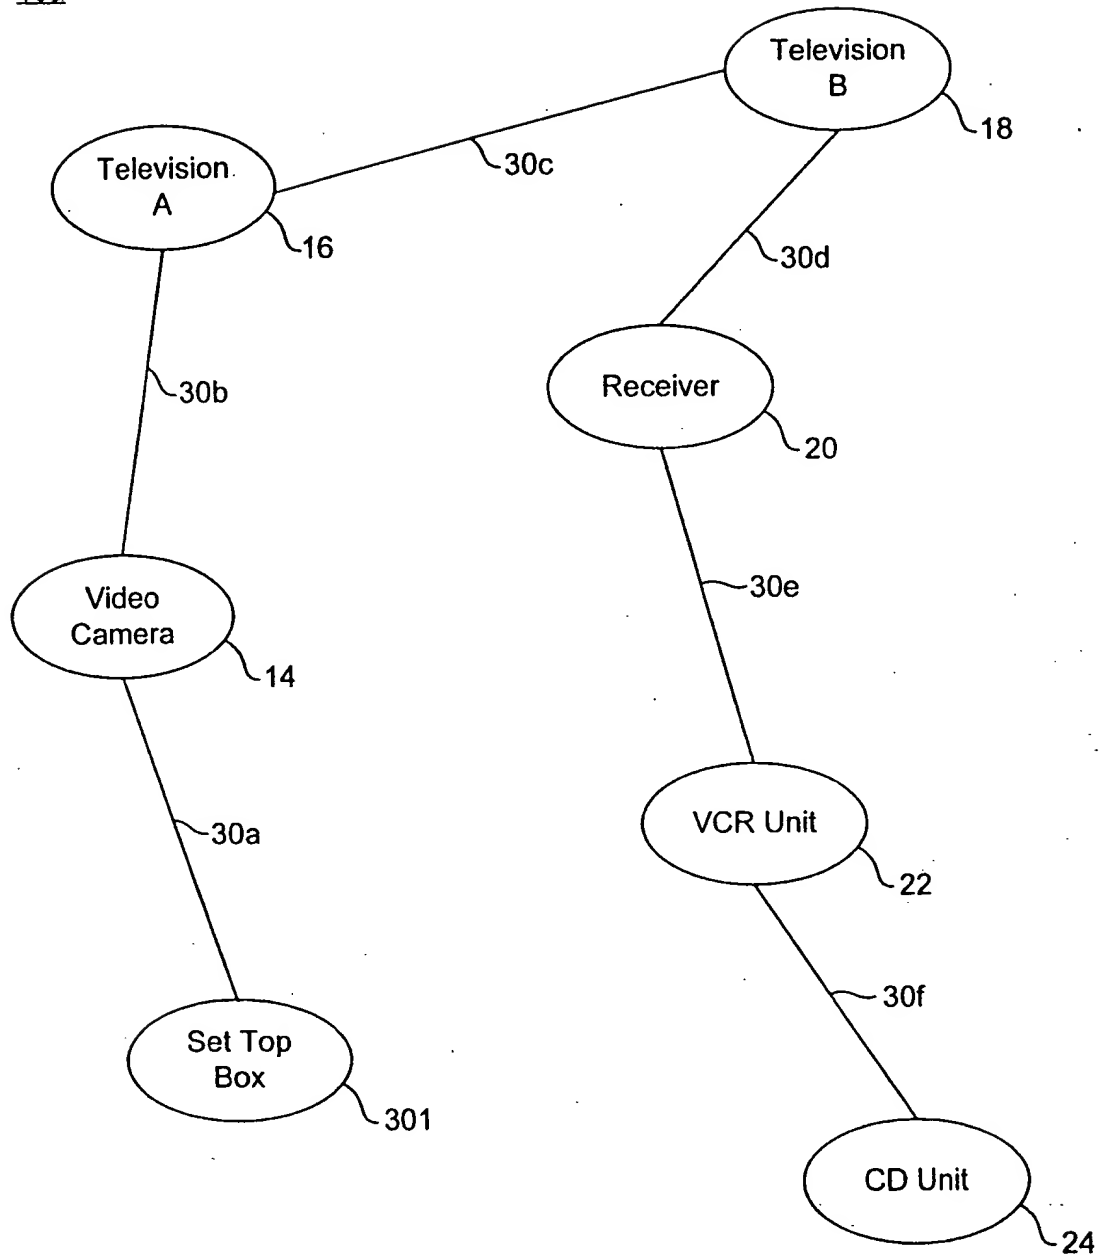 Television
B
18
30c
Television
A
16
30d
30b
Receiver
20
30e
Video
Camera
14
30a
VCR Unit
22
30f
Set Top
Box
301
CD Unit
24